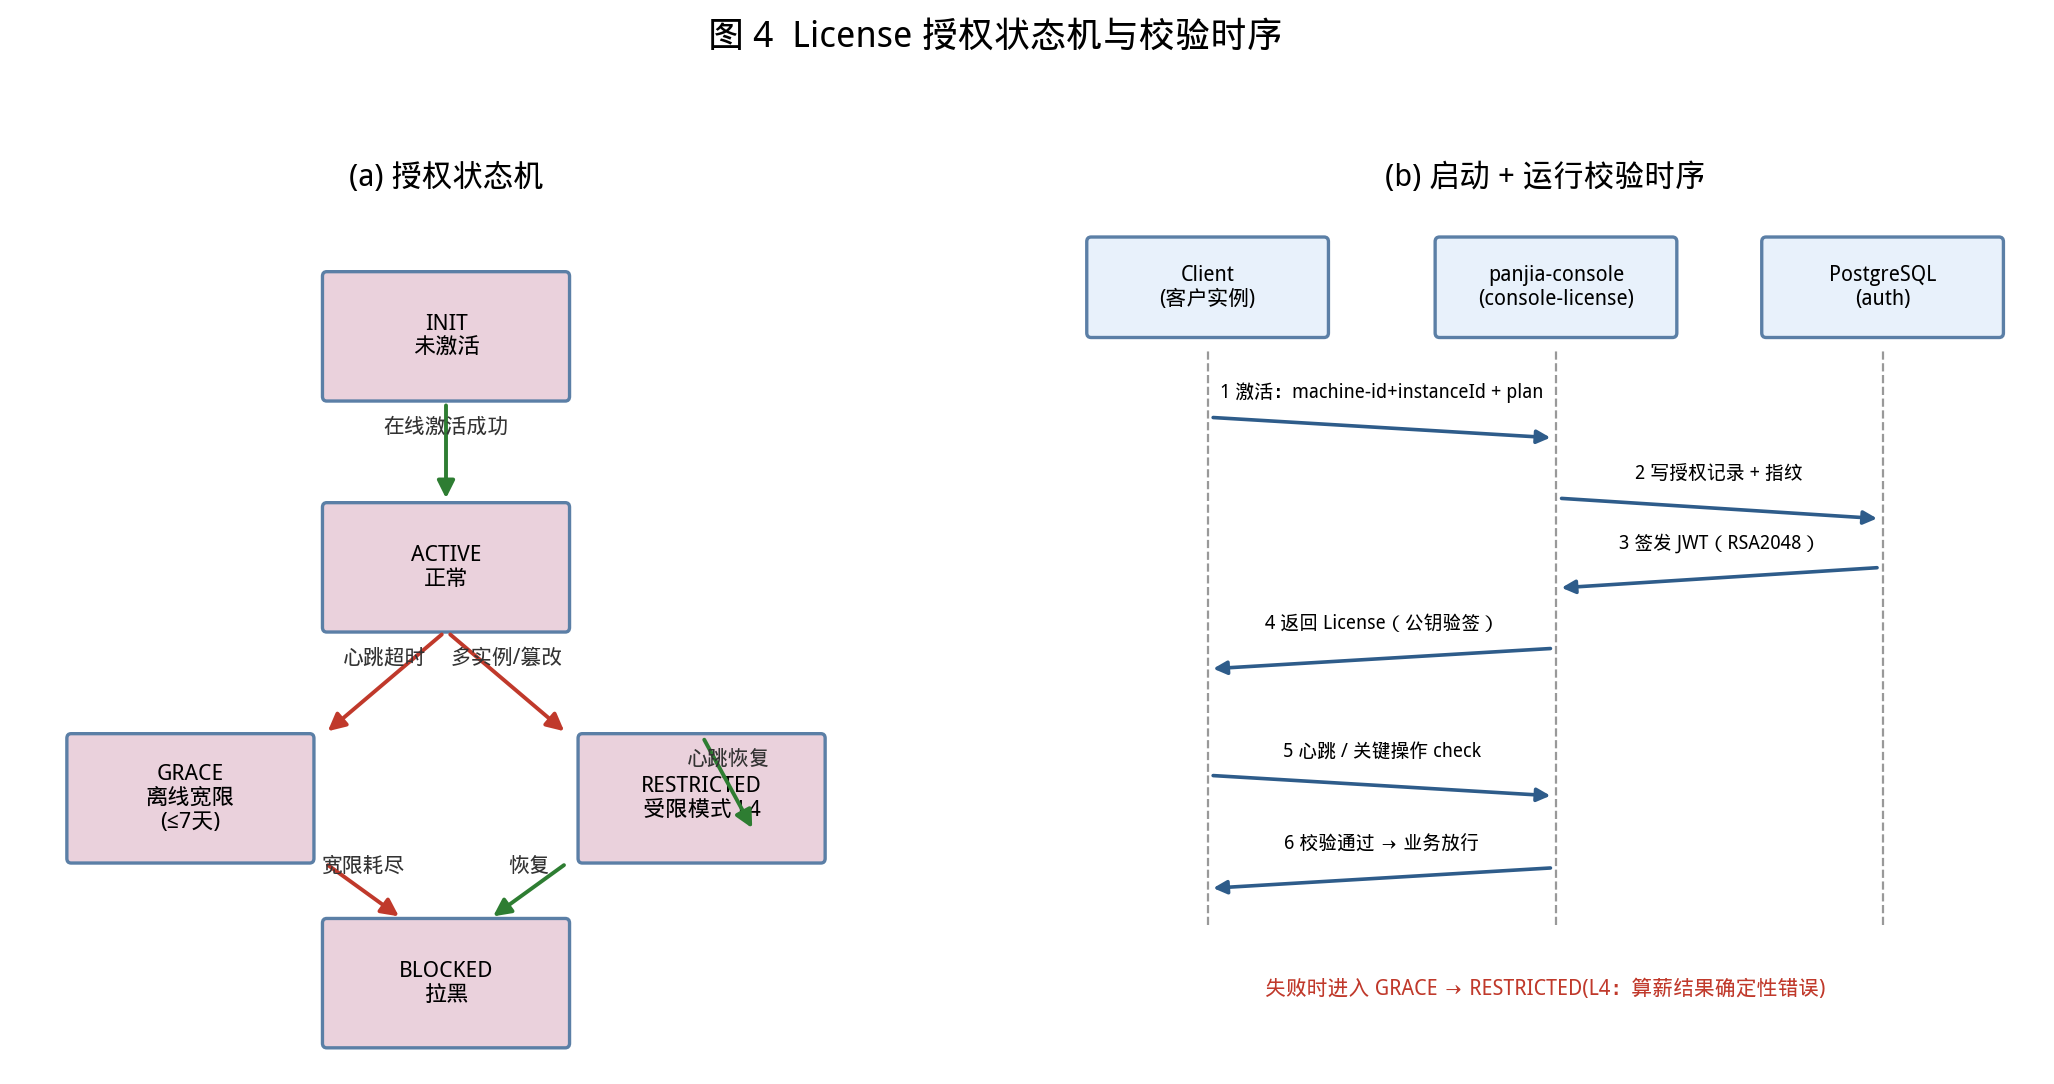 图 4  License 授权状态机与校验时序
(a) 授权状态机
INIT
未激活
在线激活成功
ACTIVE
正常
心跳超时
多实例/篡改
GRACE
离线宽限
(≤7天)
心跳恢复
RESTRICTED
受限模式 L4
宽限耗尽
恢复
BLOCKED
拉黑
(b) 启动 + 运行校验时序
Client
(客户实例)
panjia-console
(console-license)
PostgreSQL
(auth)
1 激活：machine-id+instanceId + plan
2 写授权记录 + 指纹
3 签发 JWT（RSA2048）
4 返回 License（公钥验签）
5 心跳 / 关键操作 check
6 校验通过 → 业务放行
失败时进入 GRACE → RESTRICTED(L4：算薪结果确定性错误)